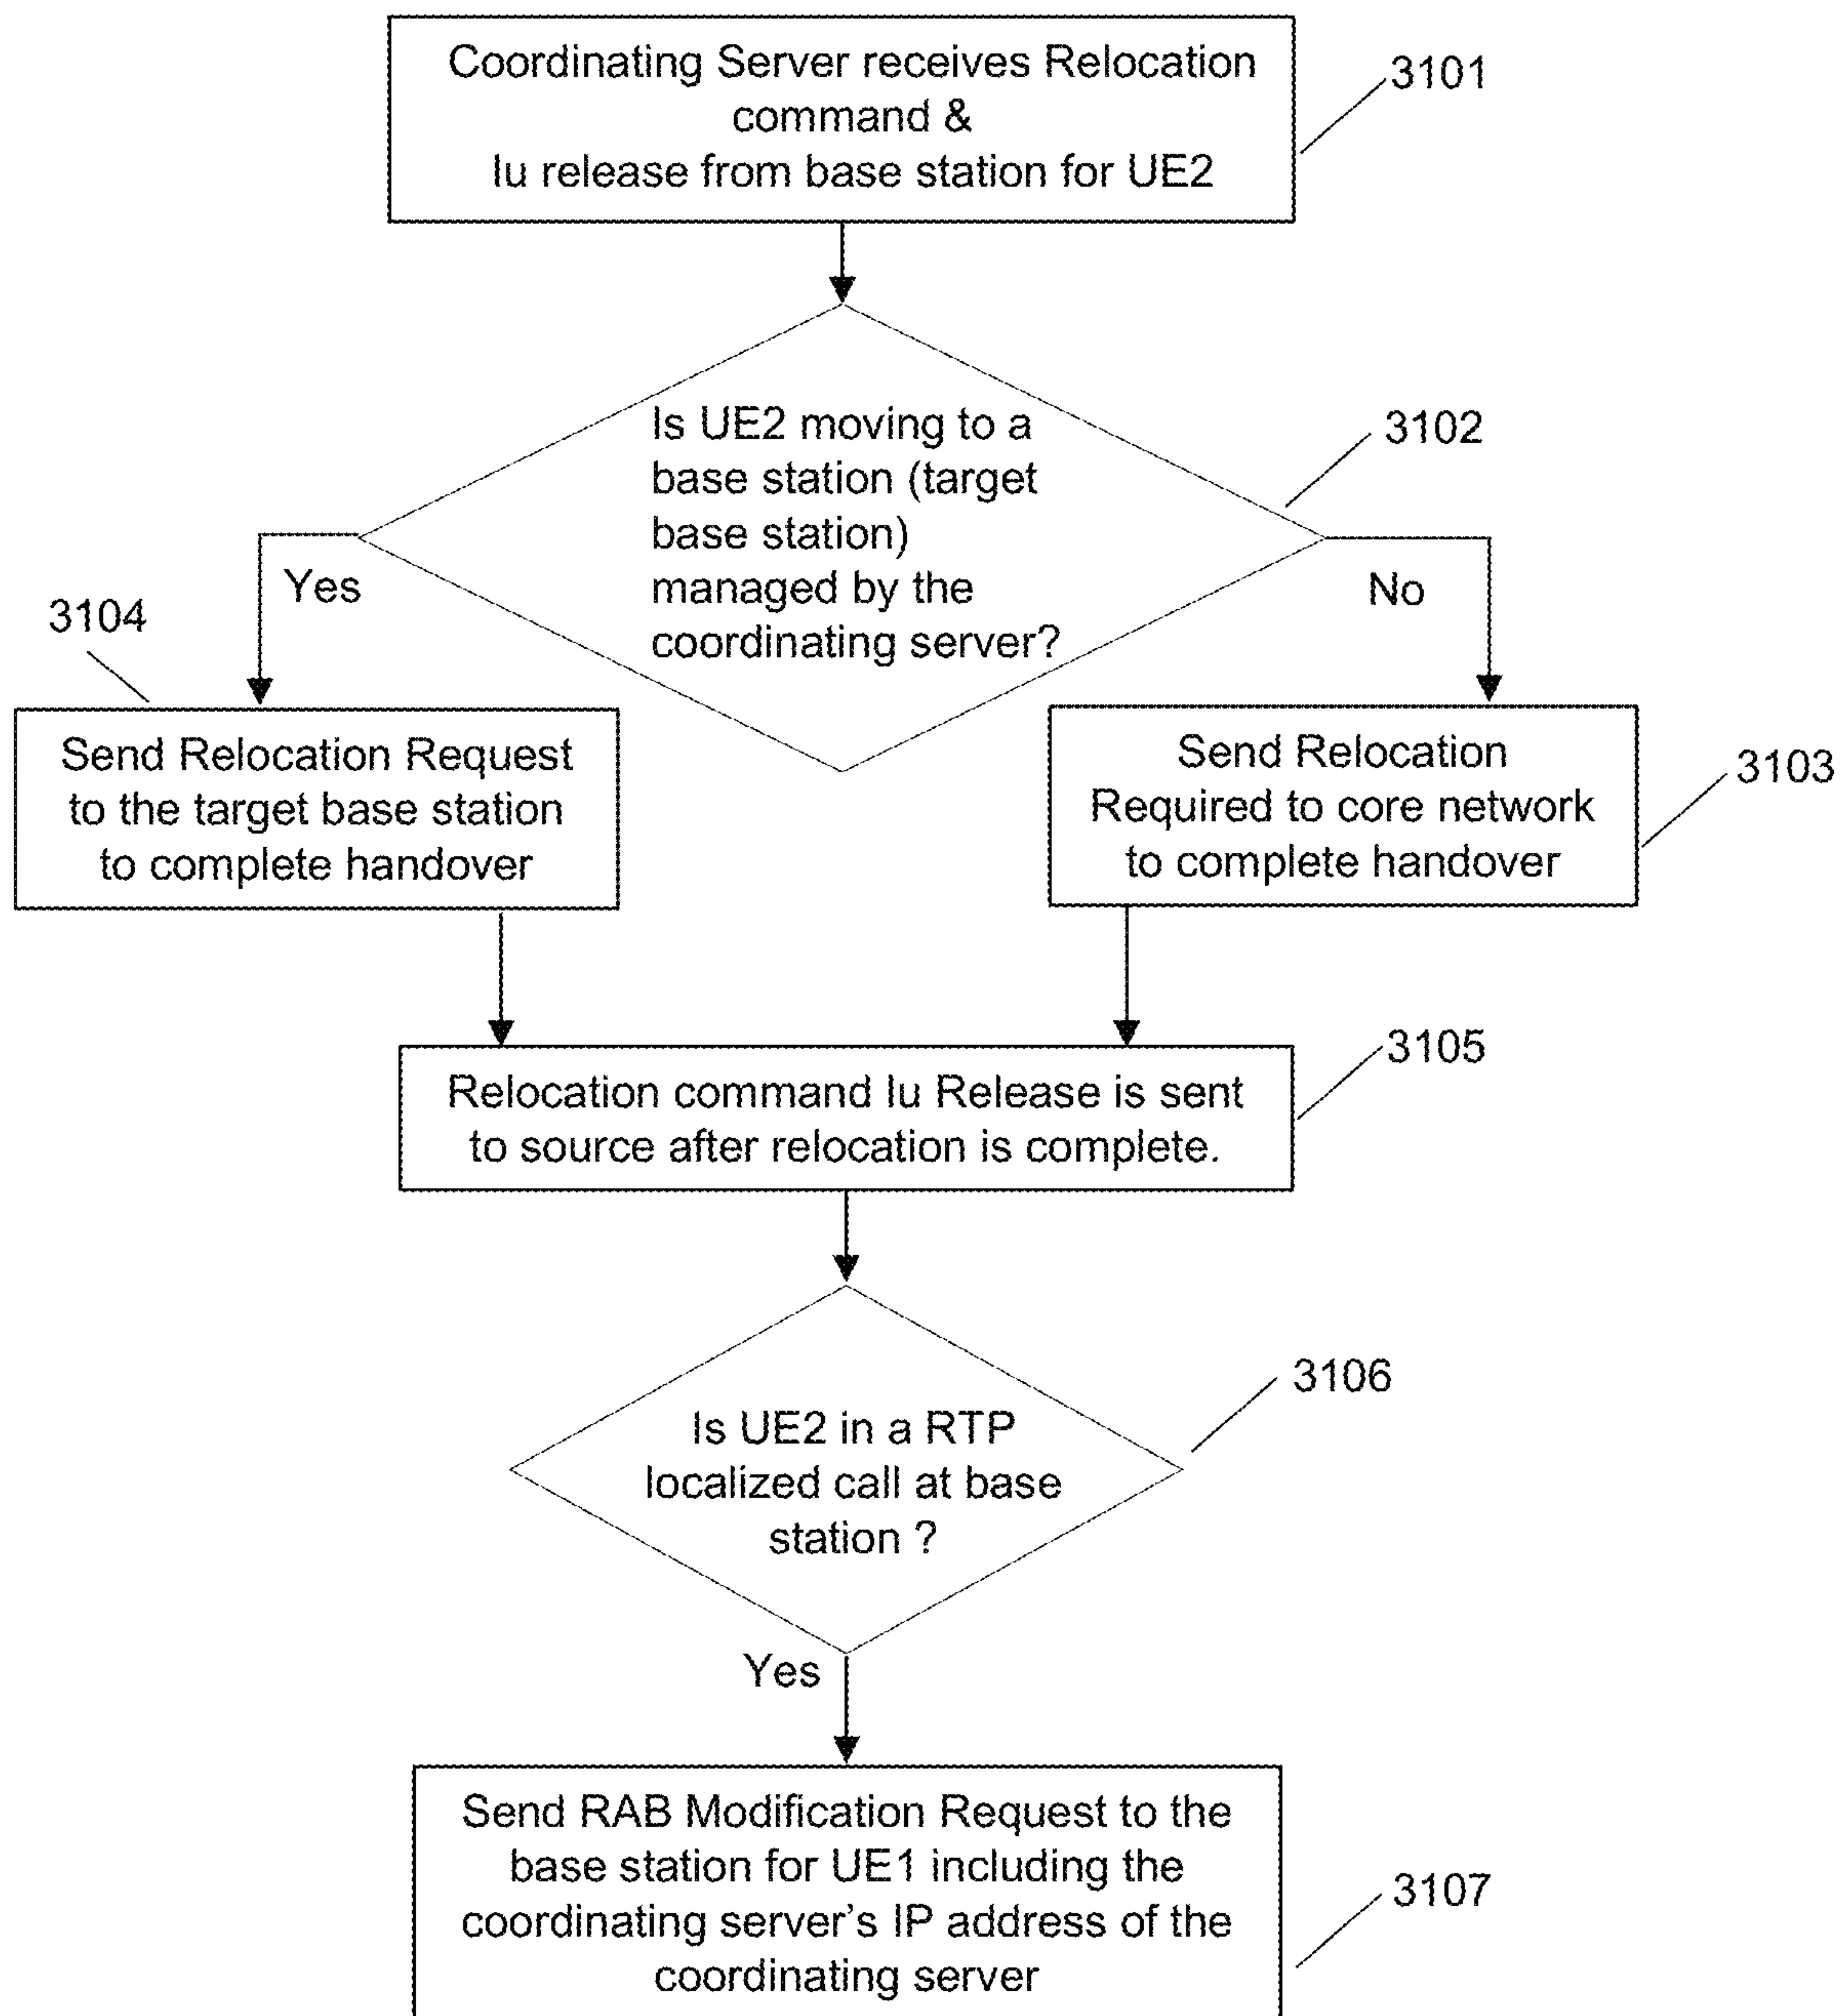 Coordinating Server receives Relocation
command &
Iu release from base station for UE2
3101
Is UE2 moving to a
base station (target
base station)
managed by the
coordinating server?
3102
Yes
No
3104
Send Relocation Request
to the target base station
to complete handover
Send Relocation
Required to core network
to complete handover
3103
Relocation command Iu Release is sent
to source after relocation is complete.
3105
Is UE2 in a RTP
localized call at base
station ?
3106
Yes
Send RAB Modification Request to the
base station for UE1 including the
coordinating server's IP address of the
coordinating server
3107